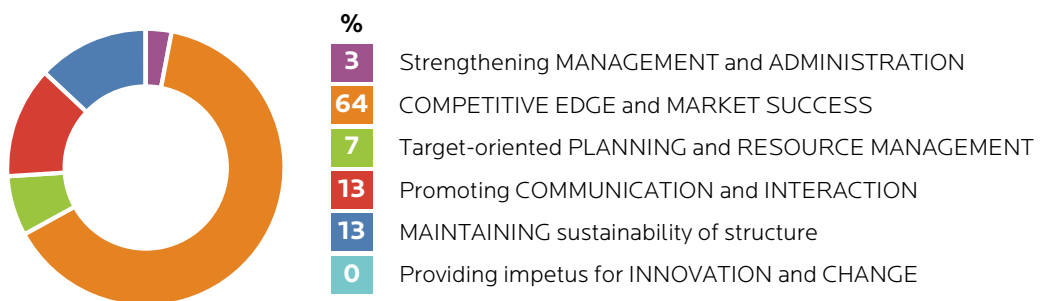 %
3 Strengthening MANAGEMENT and ADMINISTRATION
64 COMPETITIVE EDGE and MARKET SUCCESS
7 Target-oriented PLANNING and RESOURCE MANAGEMENT
13 Promoting COMMUNICATION and INTERACTION
13 MAINTAINING sustainability of structure
0 Providing impetus for INNOVATION and CHANGE